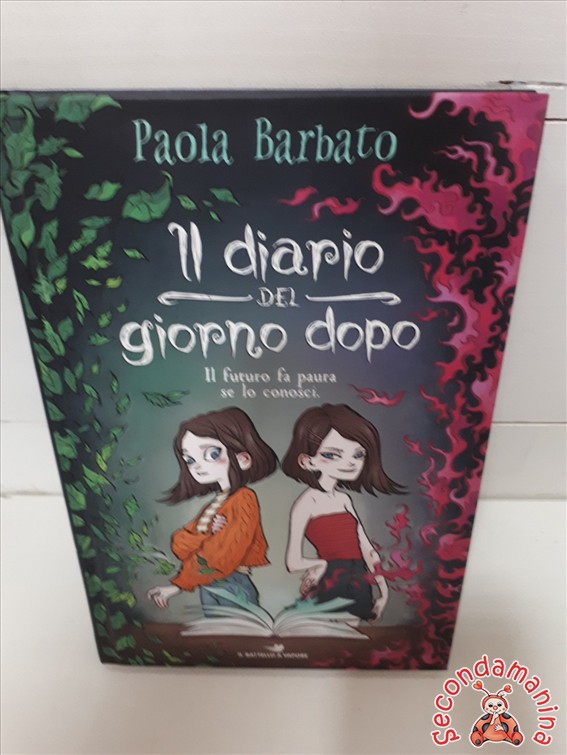 Paola Barbato
Il diario
DEL
giorno dopo
Il futuro fa paura
se lo conosci.
IL BATTELLO A VAPORE
Secondamanina